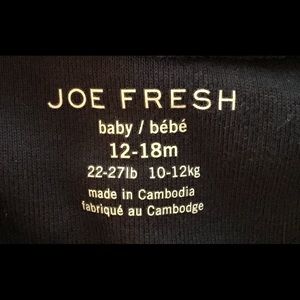 JOE FRESH
baby / bébé
12-18m
22-27lb 10-12kg
made in Cambodia
fabriqué au Cambodge